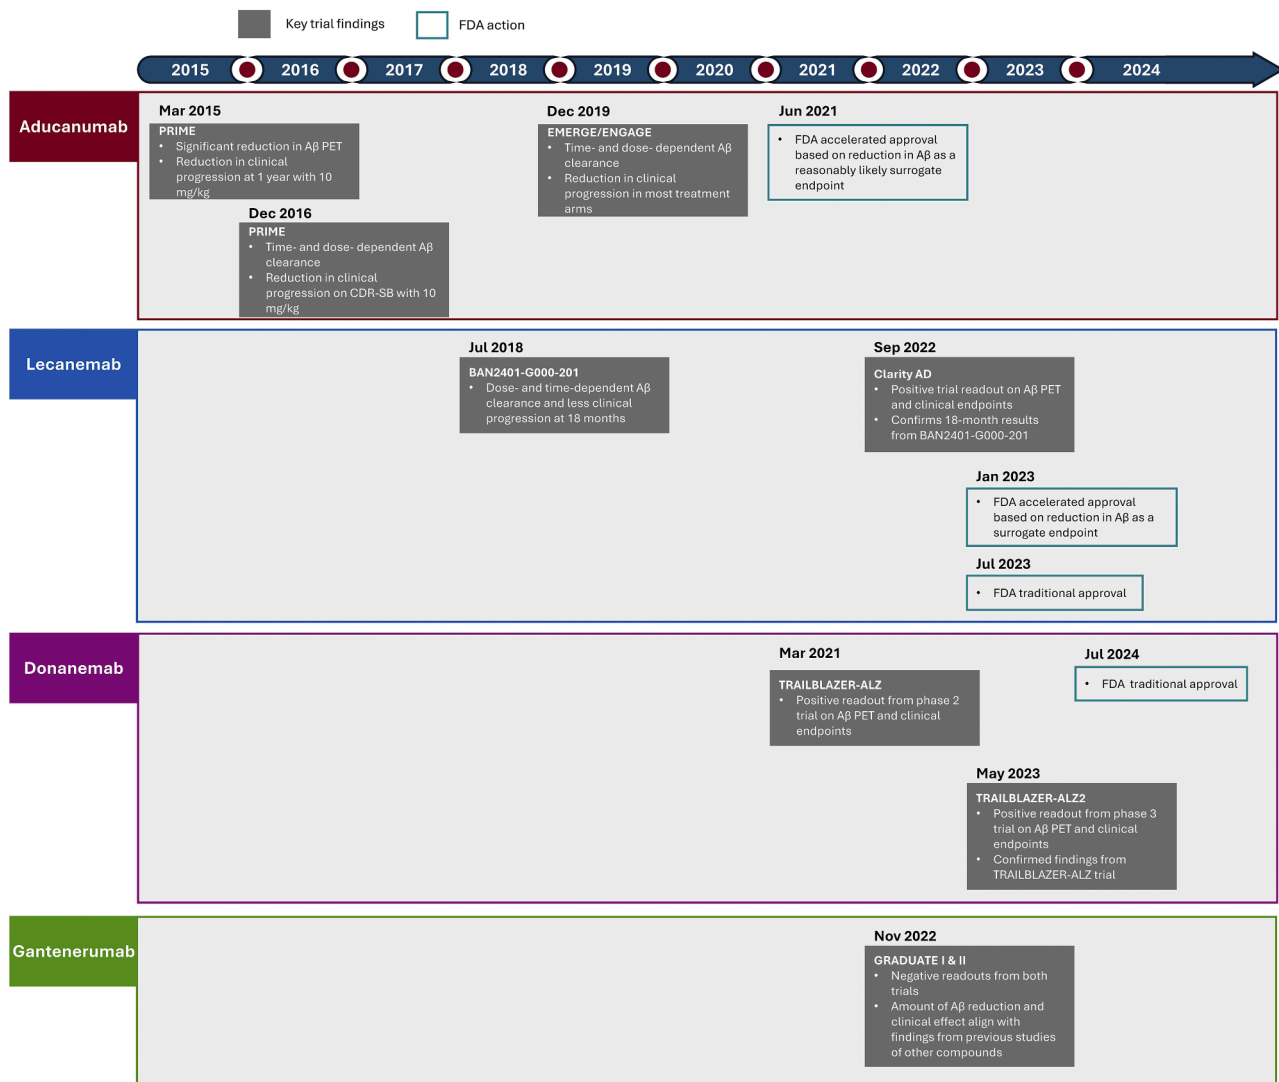 Key trial findings
FDA action
2015 2016 2017 2018 2019 2020 2021 2022 2023 2024
Aducanumab
Mar 2015
PRIME
• Significant reduction in Aβ PET
• Reduction in clinical
progression at 1 year with 10
mg/kg
Dec 2016
PRIME
• Time- and dose- dependent Aβ
clearance
• Reduction in clinical
progression on CDR-SB with 10
mg/kg
Dec 2019
EMERGE/ENGAGE
• Time- and dose- dependent Aβ
clearance
• Reduction in clinical
progression in most treatment
arms
Jun 2021
• FDA accelerated approval
based on reduction in Aβ as a
reasonably likely surrogate
endpoint
Lecanemab
Jul 2018
BAN2401-G000-201
• Dose- and time-dependent Aβ
clearance and less clinical
progression at 18 months
Sep 2022
Clarity AD
• Positive trial readout on Aβ PET
and clinical endpoints
• Confirms 18-month results
from BAN2401-G000-201
Jan 2023
• FDA accelerated approval
based on reduction in Aβ as a
surrogate endpoint
Jul 2023
• FDA traditional approval
Donanemab
Mar 2021
TRAILBLAZER-ALZ
• Positive readout from phase 2
trial on Aβ PET and clinical
endpoints
Jul 2024
• FDA traditional approval
May 2023
TRAILBLAZER-ALZ2
• Positive readout from phase 3
trial on Aβ PET and clinical
endpoints
• Confirmed findings from
TRAILBLAZER-ALZ trial
Gantenerumab
Nov 2022
GRADUATE I & II
• Negative readouts from both
trials
• Amount of Aβ reduction and
clinical effect align with
findings from previous studies
of other compounds